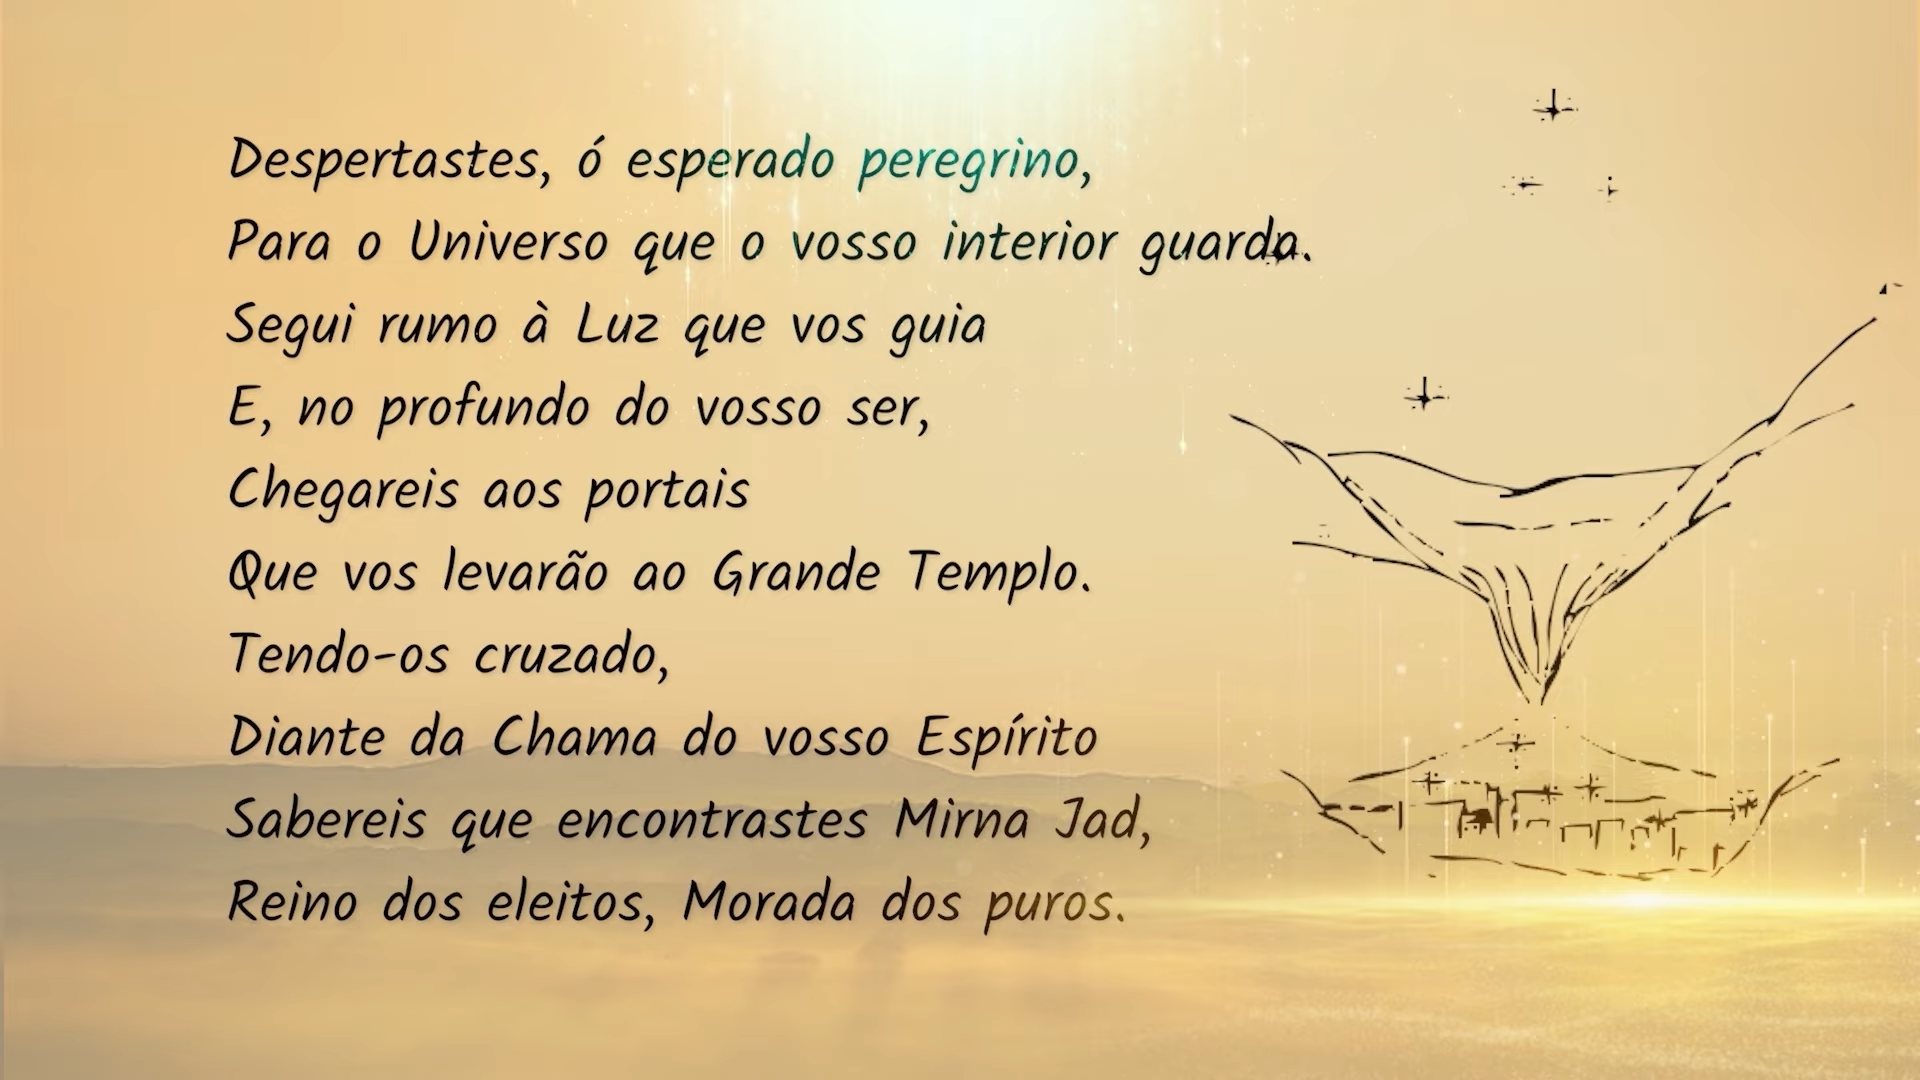 Despertastes, ó esperado peregrino,
Para o Universo que o vosso interior guarda.
Segui rumo à Luz que vos guia
E, no profundo do vosso ser,
Chegareis aos portais
Que vos levarão ao Grande Templo.
Tendo-os cruzado,
Diante da Chama do vosso Espírito
Sabereis que encontrastes Mirna Jad,
Reino dos eleitos, Morada dos puros.